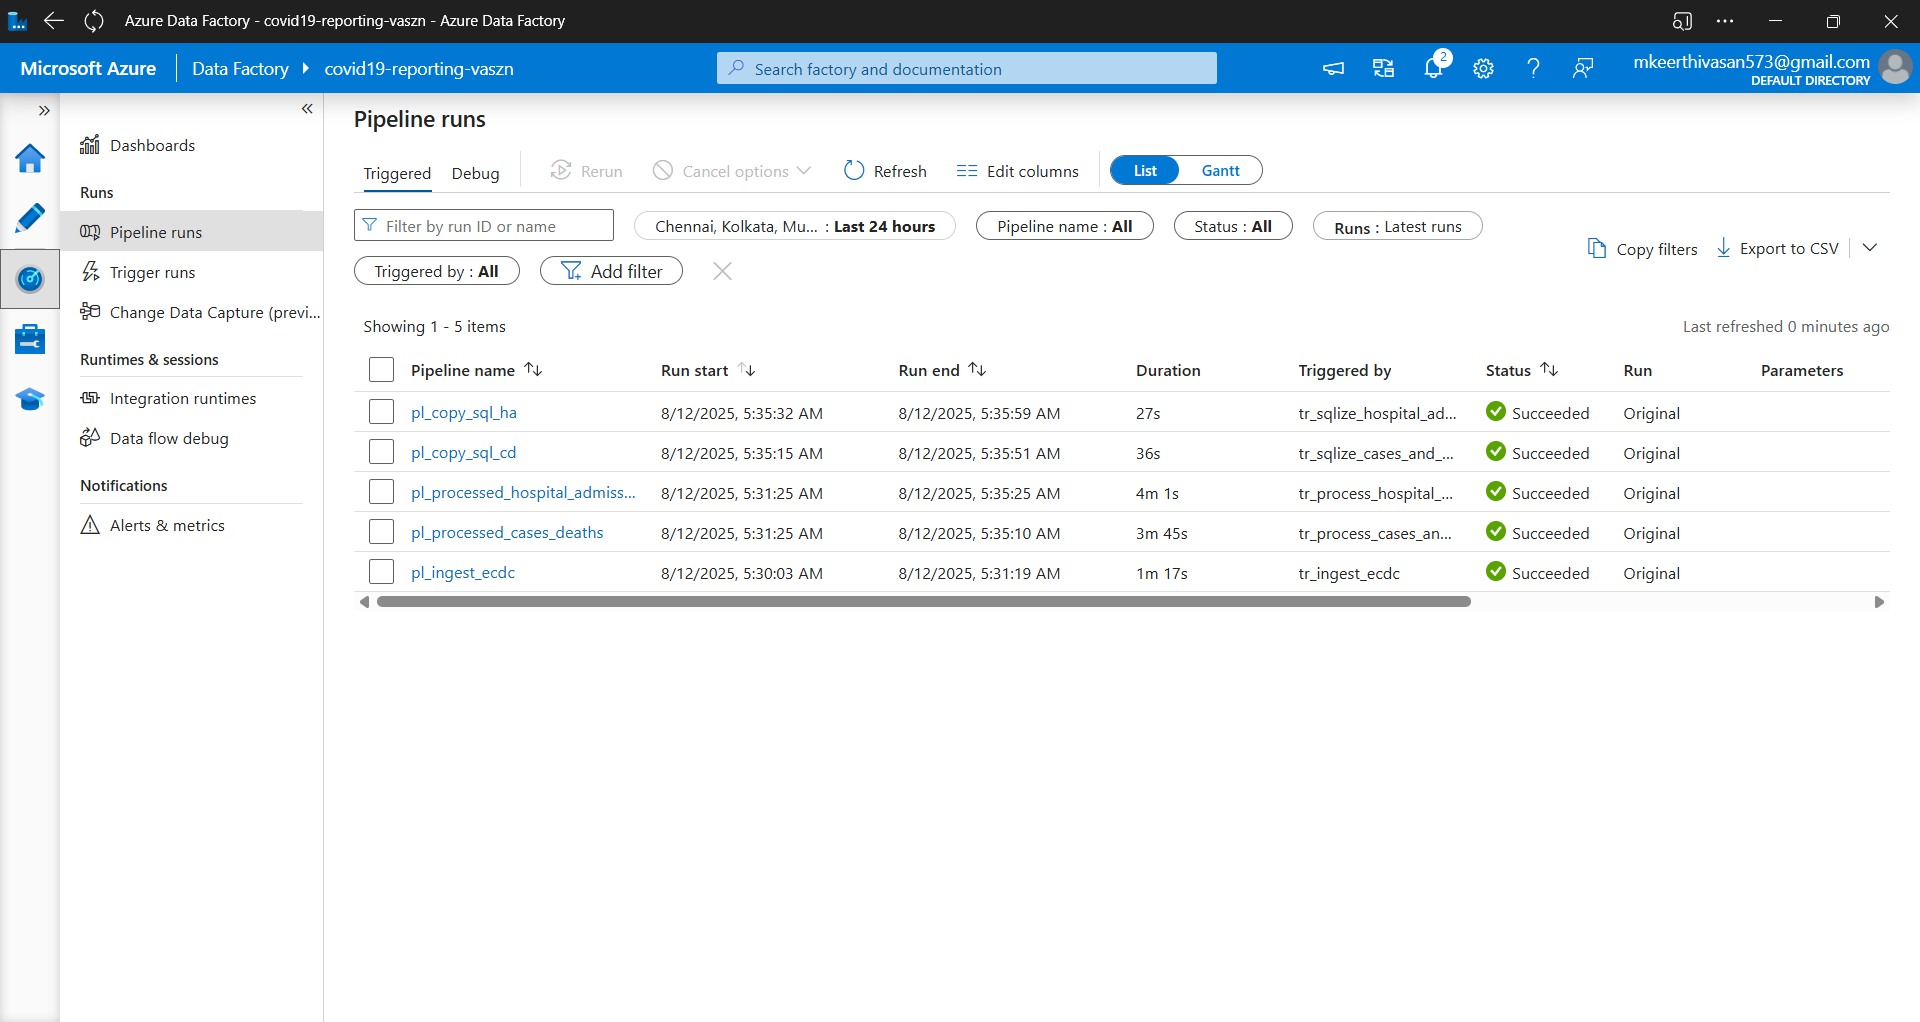 Azure Data Factory - covid19-reporting-vaszn - Azure Data Factory
Microsoft Azure Data Factory covid19-reporting-vaszn Search factory and documentation 2 mkeerthivasan573@gmail.com
DEFAULT DIRECTORY
Dashboards
Runs
Pipeline runs
Trigger runs
Change Data Capture (previ...
Runtimes & sessions
Integration runtimes
Data flow debug
Notifications
Alerts & metrics
Pipeline runs
Triggered Debug Rerun Cancel options Refresh Edit columns List Gantt
Filter by run ID or name Chennai, Kolkata, Mu... : Last 24 hours Pipeline name : All Status : All Runs : Latest runs
Triggered by : All Add filter
Copy filters Export to CSV
Showing 1 - 5 items Last refreshed 0 minutes ago
Pipeline name Run start Run end Duration Triggered by Status Run Parameters
pl_copy_sql_ha 8/12/2025, 5:35:32 AM 8/12/2025, 5:35:59 AM 27s tr_sqlize_hospital_ad... Succeeded Original
pl_copy_sql_cd 8/12/2025, 5:35:15 AM 8/12/2025, 5:35:51 AM 36s tr_sqlize_cases_and_... Succeeded Original
pl_processed_hospital_admiss... 8/12/2025, 5:31:25 AM 8/12/2025, 5:35:25 AM 4m 1s tr_process_hospital_... Succeeded Original
pl_processed_cases_deaths 8/12/2025, 5:31:25 AM 8/12/2025, 5:35:10 AM 3m 45s tr_process_cases_an... Succeeded Original
pl_ingest_ecdc 8/12/2025, 5:30:03 AM 8/12/2025, 5:31:19 AM 1m 17s tr_ingest_ecdc Succeeded Original